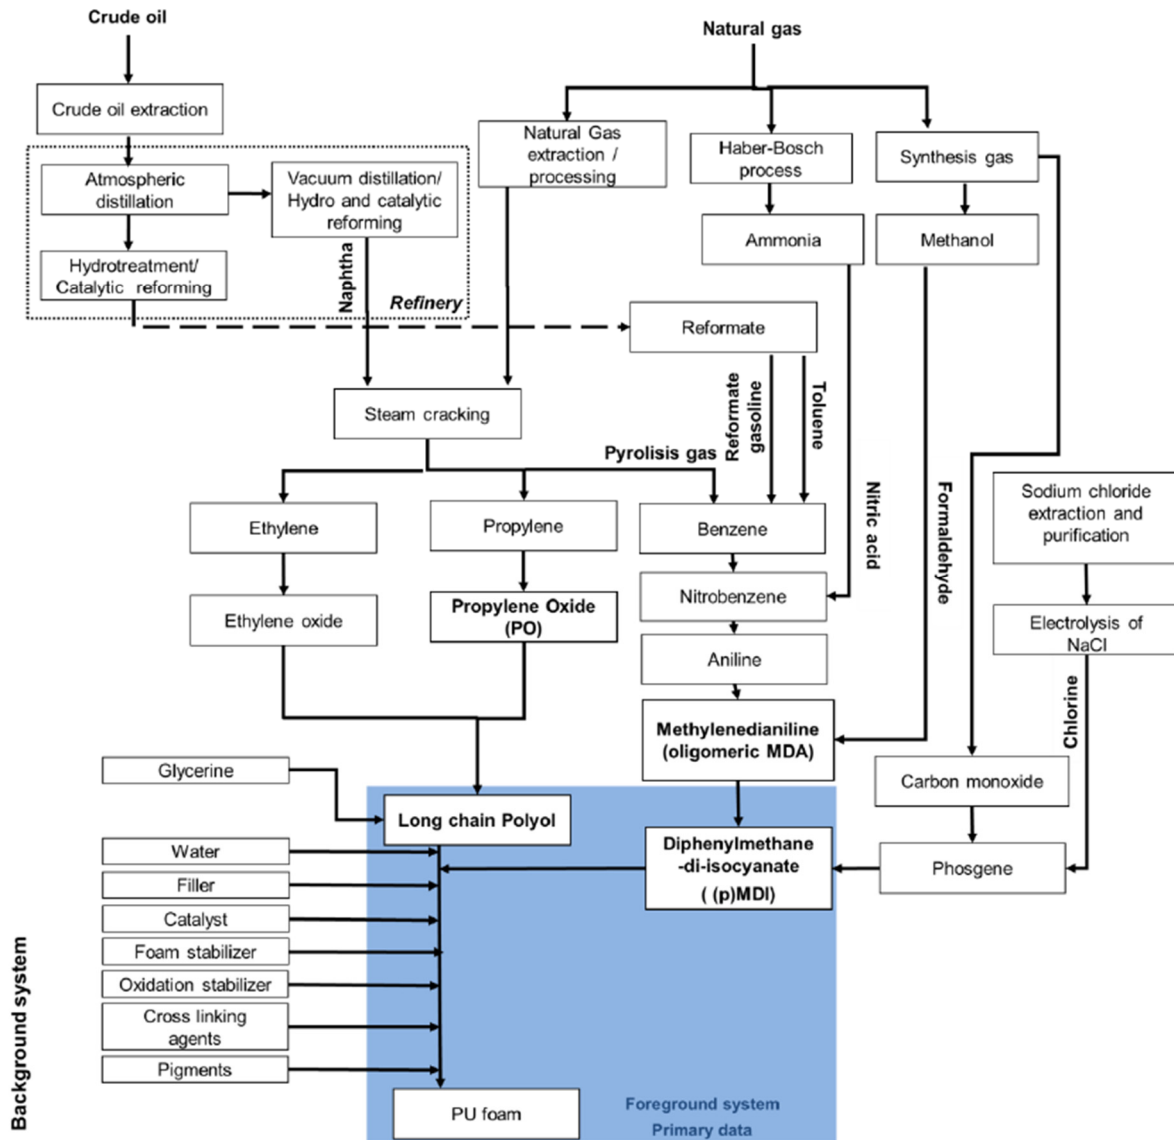 Crude oil
Natural gas
Crude oil extraction
Natural Gas
extraction /
processing
Haber-Bosch
process
Synthesis gas
Atmospheric
distillation
Vacuum distillation/
Hydro and catalytic
reforming
Ammonia
Methanol
Hydrotreatment/
Catalytic reforming
Naphtha
Refinery
Reformate
Steam cracking
Reformate
gasoline
Toluene
Pyrolisis gas
Nitric acid
Formaldehyde
Ethylene
Propylene
Benzene
Sodium chloride
extraction and
purification
Ethylene oxide
Propylene Oxide
(PO)
Nitrobenzene
Electrolysis of
NaCl
Aniline
Chlorine
Methylenedianiline
(oligomeric MDA)
Glycerine
Carbon monoxide
Long chain Polyol
Diphenylmethane
-di-isocyanate
( (p)MDI)
Phosgene
Water
Filler
Catalyst
Foam stabilizer
Oxidation stabilizer
Cross linking
agents
Pigments
PU foam
Foreground system
Primary data
Background system